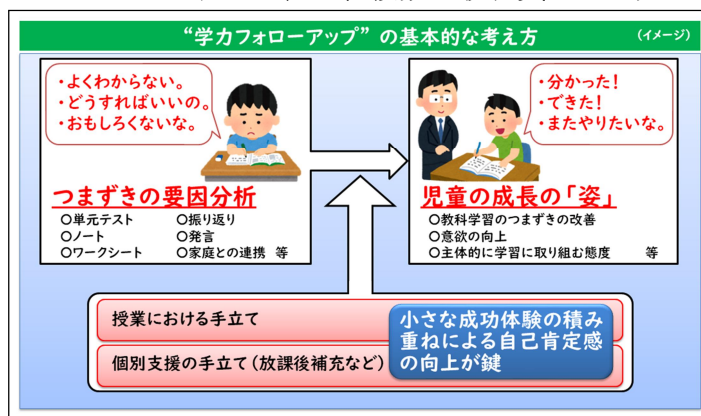 “学力フォローアップ”の基本的な考え方
（イメージ）
・よくわからない。
・どうすればいいの。
・おもしろくないな。
つまずきの要因分析
〇単元テスト 〇振り返り
〇ノート 〇発言
〇ワークシート 〇家庭との連携 等
・分かった！
・できた！
・またやりたいな。
児童の成長の「姿」
〇教科学習のつまずきの改善
〇意欲の向上
〇主体的に学習に取り組む態度 等
授業における手立て
個別支援の手立て（放課後補充など）
小さな成功体験の積み
重ねによる自己肯定感
の向上が鍵